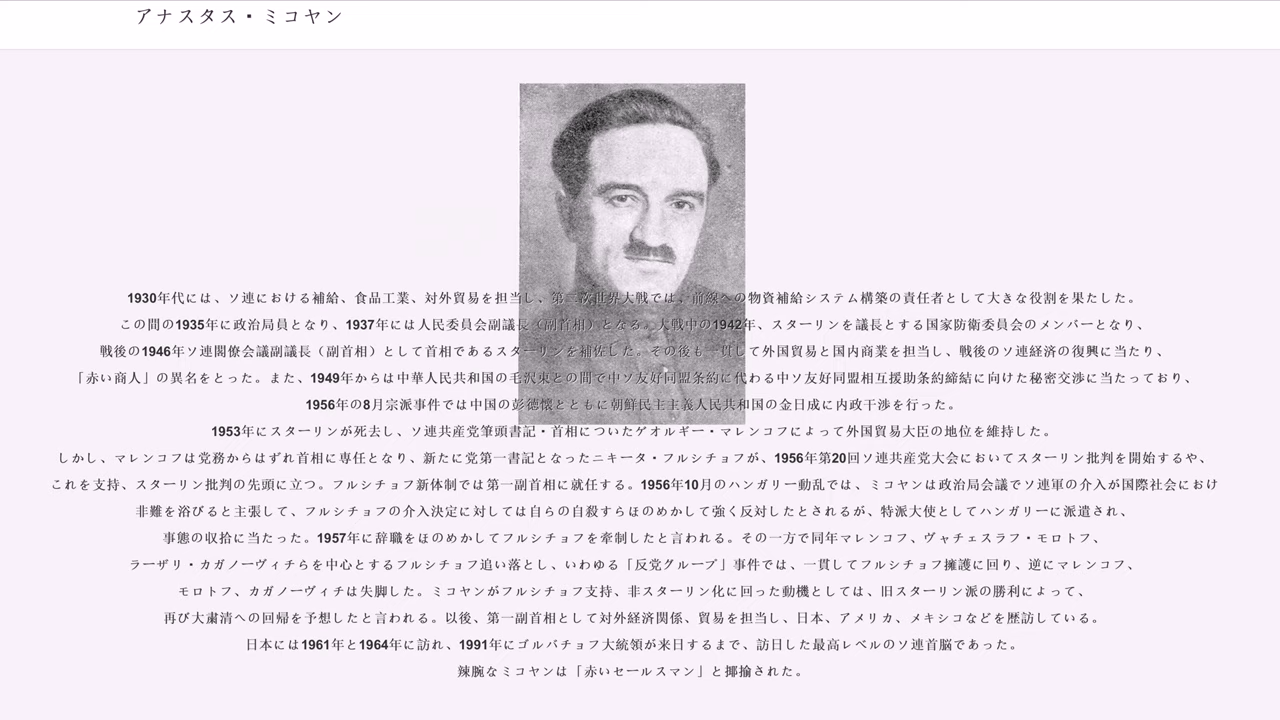 アナスタス・ミコヤン
1930年代には、ソ連における補給、食品工業、対外貿易を担当し、第二次世界大戦では、前線への物資補給システム構築の責任者として大きな役割を果たした。
この間の1935年に政治局員となり、1937年には人民委員会副議長（副首相）となる。大戦中の1942年、スターリンを議長とする国家防衛委員会のメンバーとなり、
戦後の1946年ソ連閣僚会議副議長（副首相）として首相であるスターリンを補佐した。その後も一貫して外国貿易と国内商業を担当し、戦後のソ連経済の復興に当たり、
「赤い商人」の異名をとった。また、1949年からは中華人民共和国の毛沢東との間で中ソ友好同盟条約に代わる中ソ友好同盟相互援助条約締結に向けた秘密交渉に当たっており、
1956年の8月宗派事件では中国の彭徳懐とともに朝鮮民主主義人民共和国の金日成に内政干渉を行った。
1953年にスターリンが死去し、ソ連共産党筆頭書記・首相についたゲオルギー・マレンコフによって外国貿易大臣の地位を維持した。
しかし、マレンコフは党務からはずれ首相に専任となり、新たに党第一書記となったニキータ・フルシチョフが、1956年第20回ソ連共産党大会においてスターリン批判を開始するや、
これを支持、スターリン批判の先頭に立つ。フルシチョフ新体制では第一副首相に就任する。1956年10月のハンガリー動乱では、ミコヤンは政治局会議でソ連軍の介入が国際社会におけ
非難を浴びると主張して、フルシチョフの介入決定に対しては自らの自殺すらほのめかして強く反対したとされるが、特派大使としてハンガリーに派遣され、
事態の収拾に当たった。1957年に辞職をほのめかしてフルシチョフを牽制したと言われる。その一方で同年マレンコフ、ヴャチェスラフ・モロトフ、
ラーザリ・カガノーヴィチらを中心とするフルシチョフ追い落とし、いわゆる「反党グループ」事件では、一貫してフルシチョフ擁護に回り、逆にマレンコフ、
モロトフ、カガノーヴィチは失脚した。ミコヤンがフルシチョフ支持、非スターリン化に回った動機としては、旧スターリン派の勝利によって、
再び大粛清への回帰を予想したと言われる。以後、第一副首相として対外経済関係、貿易を担当し、日本、アメリカ、メキシコなどを歴訪している。
日本には1961年と1964年に訪れ、1991年にゴルバチョフ大統領が来日するまで、訪日した最高レベルのソ連首脳であった。
辣腕なミコヤンは「赤いセールスマン」と揶揄された。